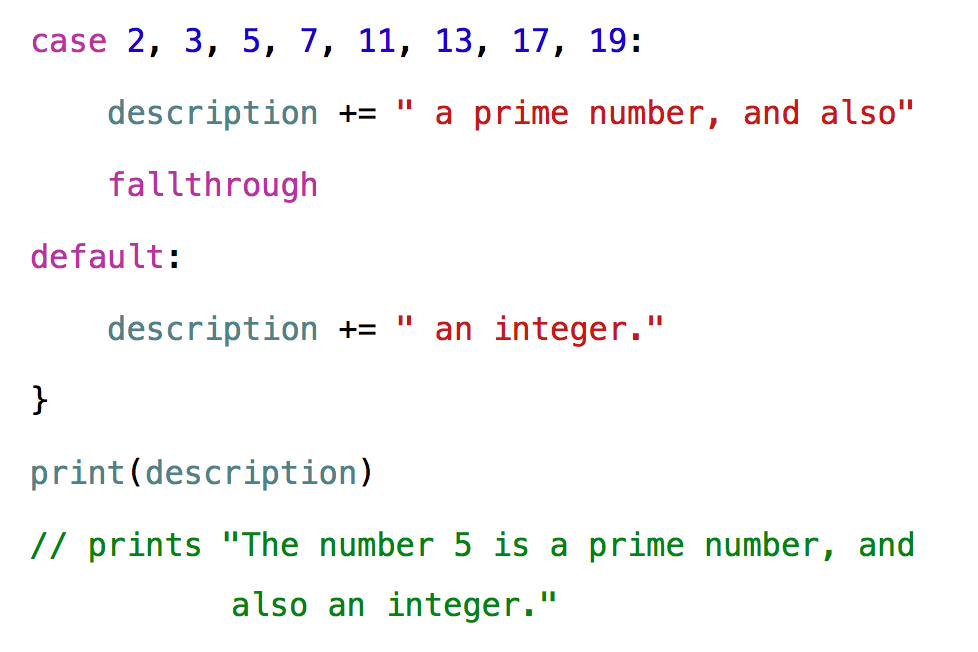 case 2, 3, 5, 7, 11, 13, 17, 19:
description += " a prime number, and also"
fallthrough
default:
description += " an integer."
}
print(description)
// prints "The number 5 is a prime number, and
also an integer."